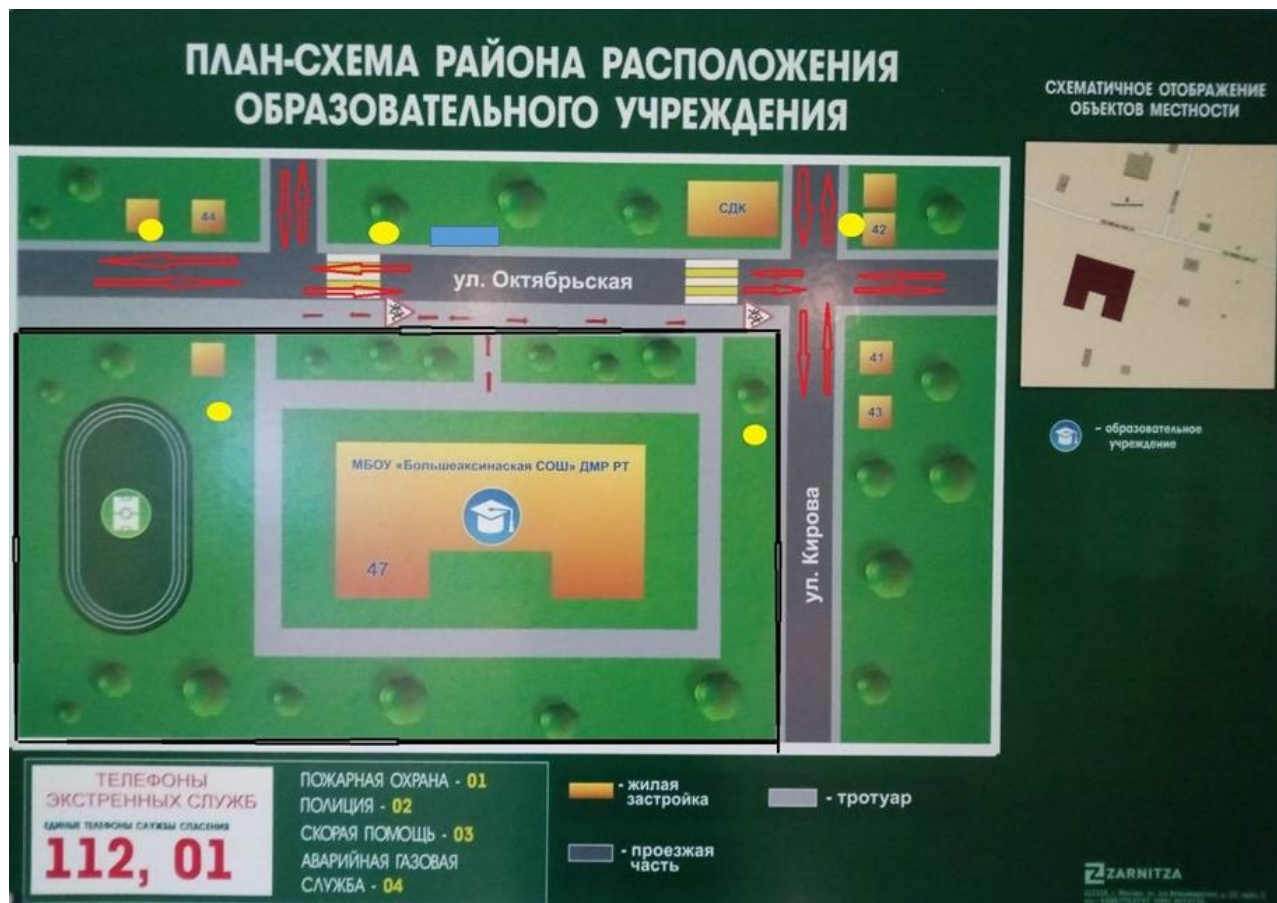 ПЛАН-СХЕМА РАЙОНА РАСПОЛОЖЕНИЯ
ОБРАЗОВАТЕЛЬНОГО УЧРЕЖДЕНИЯ
СХЕМАТИЧНОЕ ОТОБРАЖЕНИЕ
ОБЪЕКТОВ МЕСТНОСТИ
44
СДК
42
ул. Октябрьская
41
43
- образовательное
учреждение
МБОУ «Большеаксинаская СОШ» ДМР РТ
47
ул. Кирова
ТЕЛЕФОНЫ
ЭКСТРЕННЫХ СЛУЖБ
ЕДИНЫЕ ТЕЛЕФОНЫ СЛУЖБЫ СПАСЕНИЯ
112, 01
ПОЖАРНАЯ ОХРАНА - 01
ПОЛИЦИЯ - 02
СКОРАЯ ПОМОЩЬ - 03
АВАРИЙНАЯ ГАЗОВАЯ
СЛУЖБА - 04
- жилая
застройка
- тротуар
- проезжая
часть
ZARNITZA